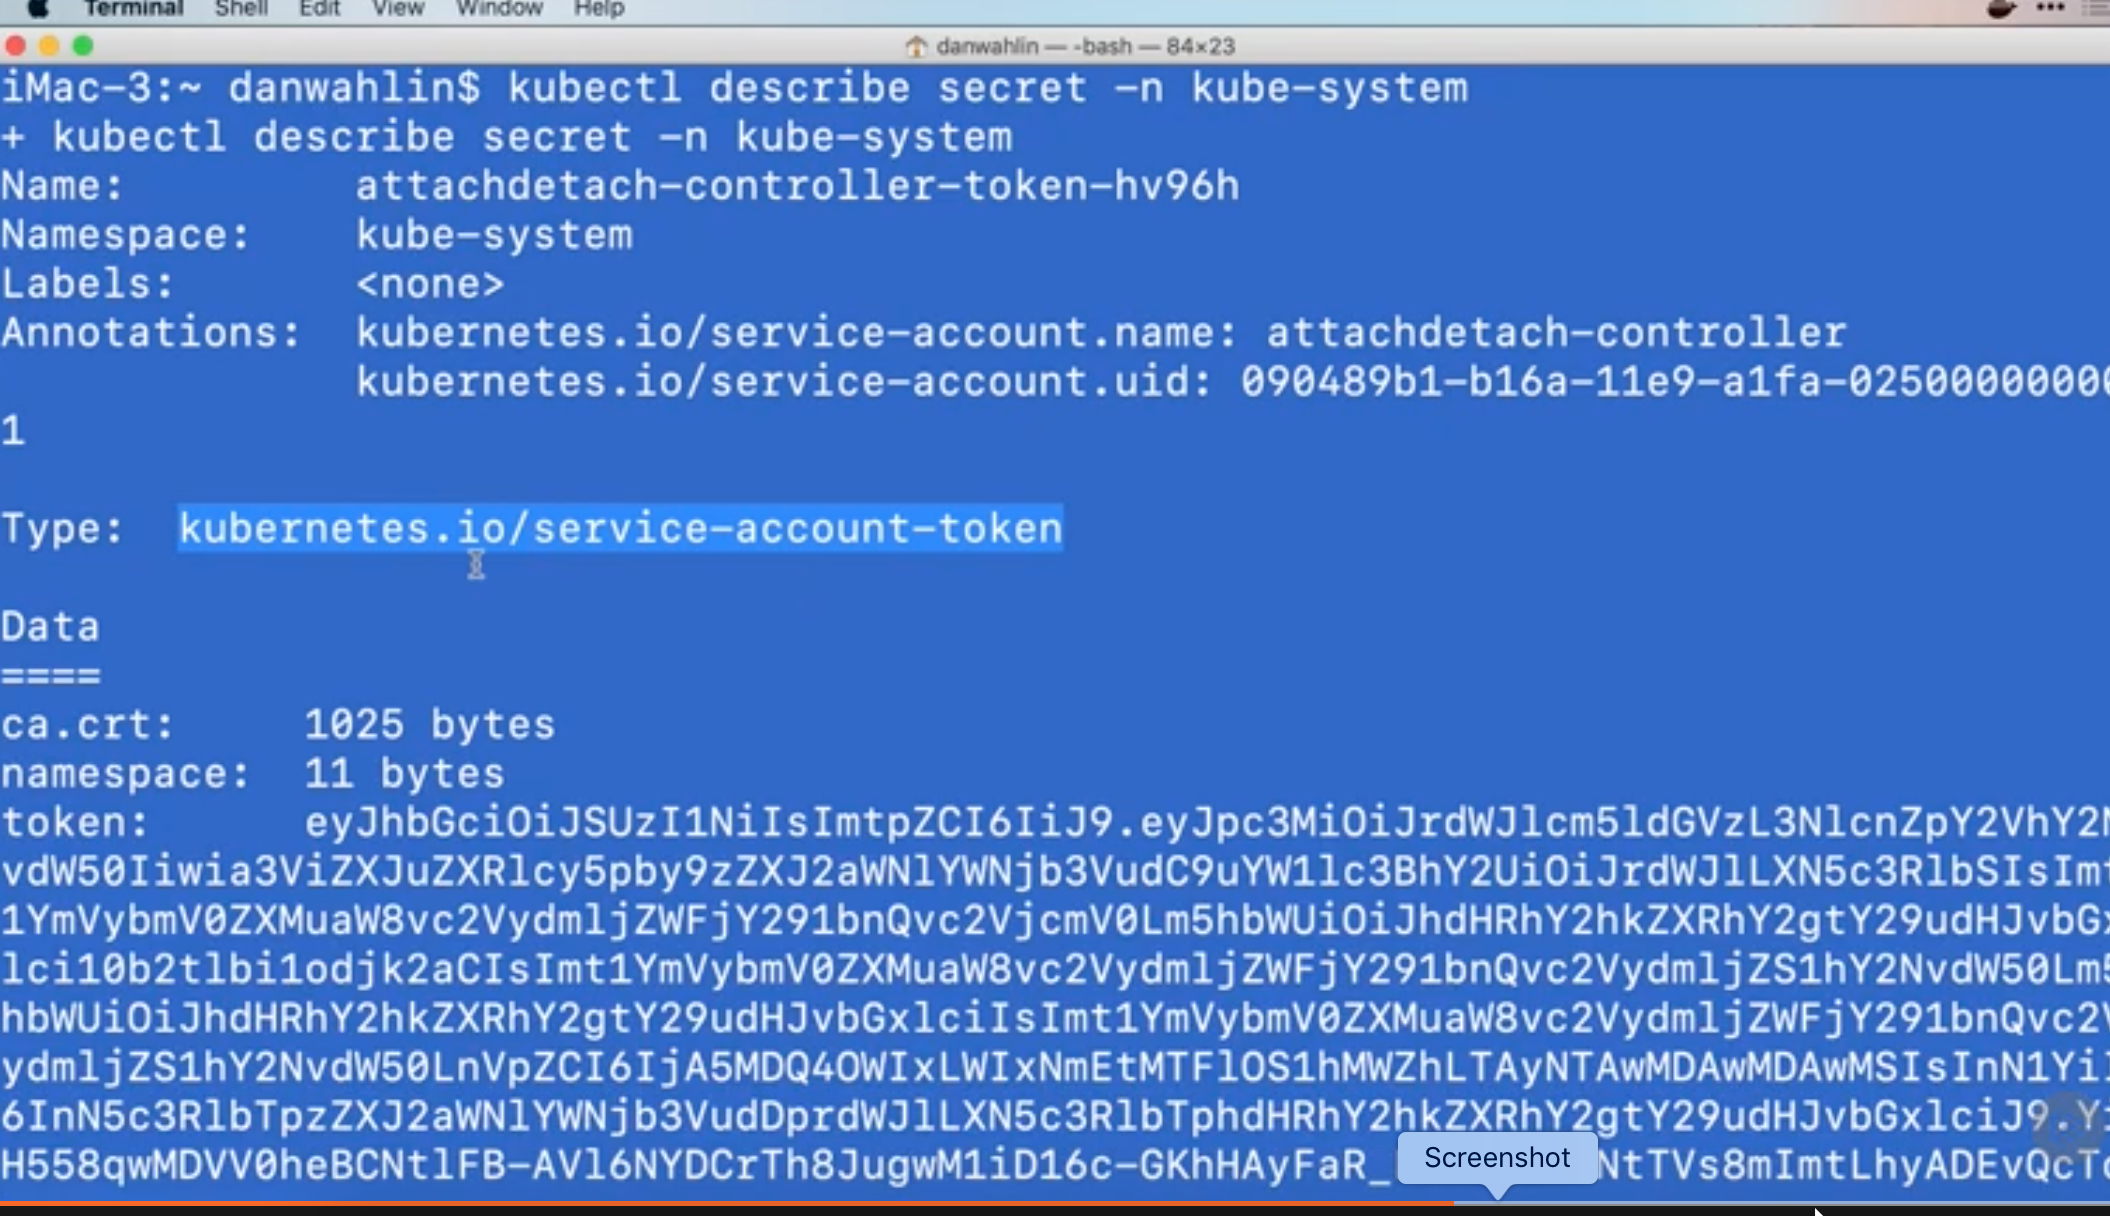 Terminal Shell Edit View Window Help
danwahlin — -bash — 84×23
iMac-3:~ danwahlin$ kubectl describe secret -n kube-system
+ kubectl describe secret -n kube-system
Name: attachdetach-controller-token-hv96h
Namespace: kube-system
Labels: <none>
Annotations: kubernetes.io/service-account.name: attachdetach-controller
kubernetes.io/service-account.uid: 090489b1-b16a-11e9-a1fa-02500000000
1
Type: kubernetes.io/service-account-token
Data
====
ca.crt: 1025 bytes
namespace: 11 bytes
token: eyJhbGciOiJSUzI1NiIsImtpZCI6IiJ9.eyJpc3MiOiJrdWJlcm5ldGVzL3NlcnZpY2VhY2N
vdW50Iiwia3ViZXJuZXRlcy5pby9zZXJ2aWNlYWNjb3VudC9uYW1lc3BhY2UiOiJrdWJlLXN5c3RlbSIsImt
1YmVybmV0ZXMuaW8vc2VydmljZWFjY291bnQvc2VjcmV0Lm5hbWUiOiJhdHRhY2hkZXRhY2gtY29udHJvbGx
lci10b2tlbi1odjk2aCIsImt1YmVybmV0ZXMuaW8vc2VydmljZWFjY291bnQvc2VydmljZS1hY2NvdW50Lm5
hbWUiOiJhdHRhY2hkZXRhY2gtY29udHJvbGxlciIsImt1YmVybmV0ZXMuaW8vc2VydmljZWFjY291bnQvc2V
ydmljZS1hY2NvdW50LnVpZCI6IjA5MDQ4OWIxLWIxNmEtMTFlOS1hMWZhLTAyNTAwMDAwMDAwMSIsInN1YiI
6InN5c3RlbTpzZXJ2aWNlYWNjb3VudDprdWJlLXN5c3RlbTphdHRhY2hkZXRhY2gtY29udHJvbGxlciJ9.Y
H558qwMDVV0heBCNtlFB-AVl6NYDCrTh8JugwM1iD16c-GKhHAyFaR_ NtTVs8mImtLhyADEvQcT
Screenshot